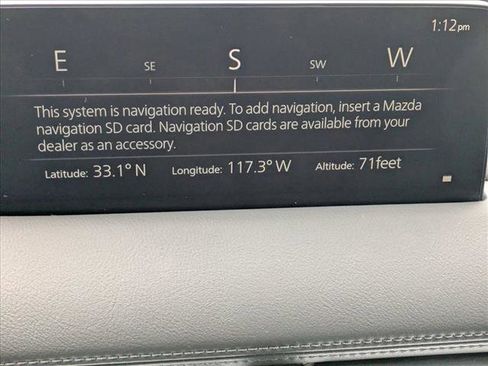 1:12pm
E SE S SW W
This system is navigation ready. To add navigation, insert a Mazda
navigation SD card. Navigation SD cards are available from your
dealer as an accessory.
Latitude: 33.1° N Longitude: 117.3° W Altitude: 71feet